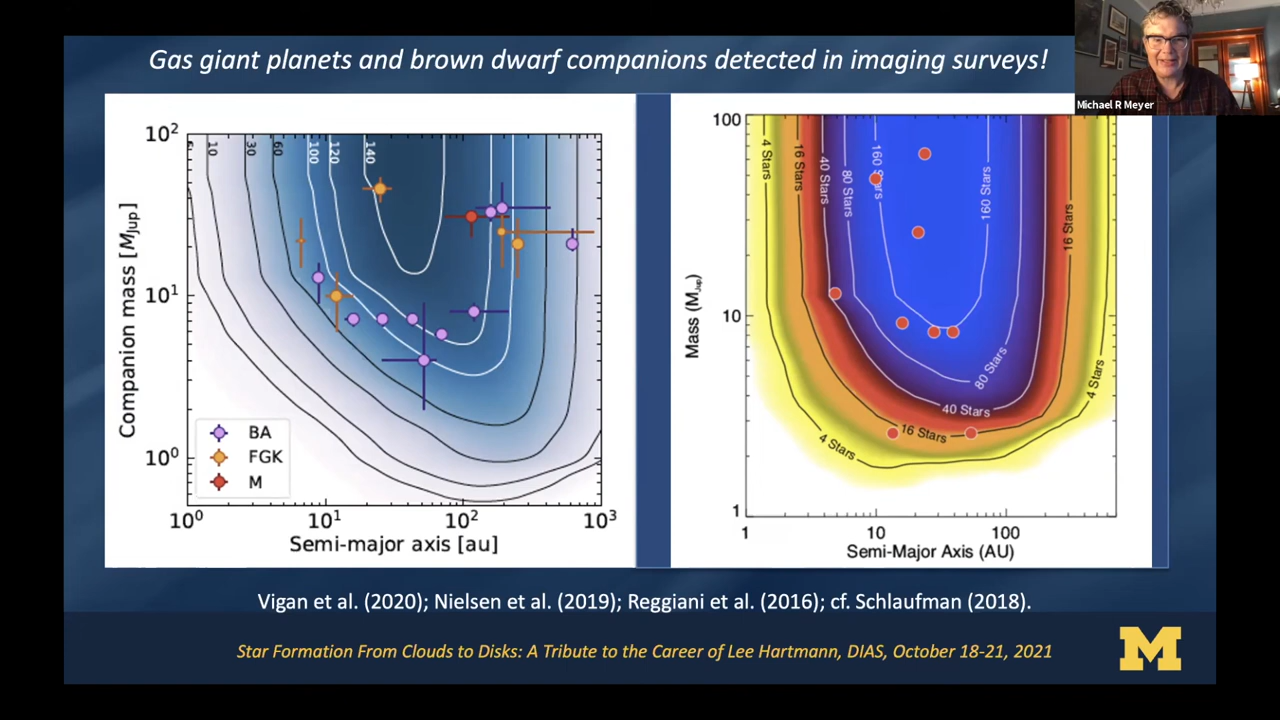 Gas giant planets and brown dwarf companions detected in imaging surveys!
Michael R Meyer
10²
10¹
10⁰
Companion mass [MJup]
10
30
60
100
120
140
BA
FGK
M
10⁰
10¹
10²
10³
Semi-major axis [au]
100
10
1
Mass (MJup)
4 Stars
16 Stars
40 Stars
80 Stars
160 Stars
160 Stars
16 Stars
4 Stars
80 Stars
40 Stars
16 Stars
4 Stars
1
10
100
Semi-Major Axis (AU)
Vigan et al. (2020); Nielsen et al. (2019); Reggiani et al. (2016); cf. Schlaufman (2018).
Star Formation From Clouds to Disks: A Tribute to the Career of Lee Hartmann, DIAS, October 18-21, 2021
M